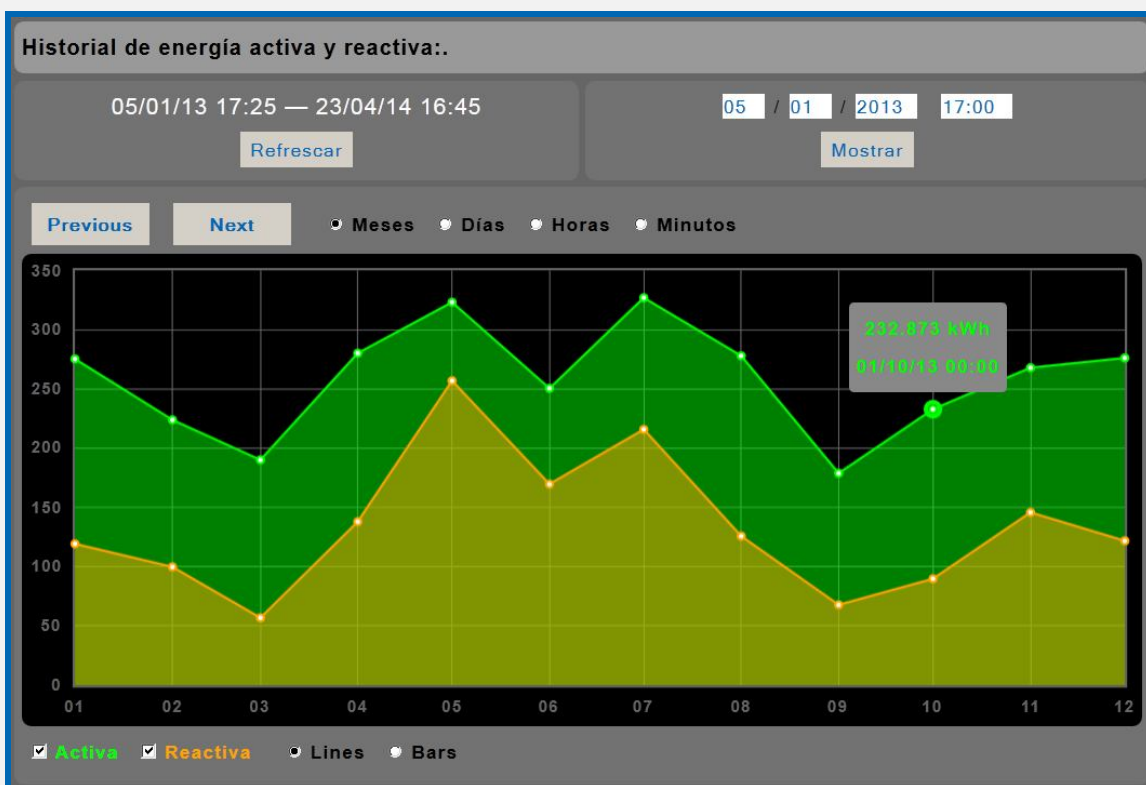 Historial de energía activa y reactiva:.
05/01/13 17:25 — 23/04/14 16:45
Refrescar
05 / 01 / 2013 17:00
Mostrar
Previous Next Meses Días Horas Minutos
350
300
250
200
150
100
50
0
232.873 kWh
01/10/13 00:00
01 02 03 04 05 06 07 08 09 10 11 12
Activa Reactiva Lines Bars